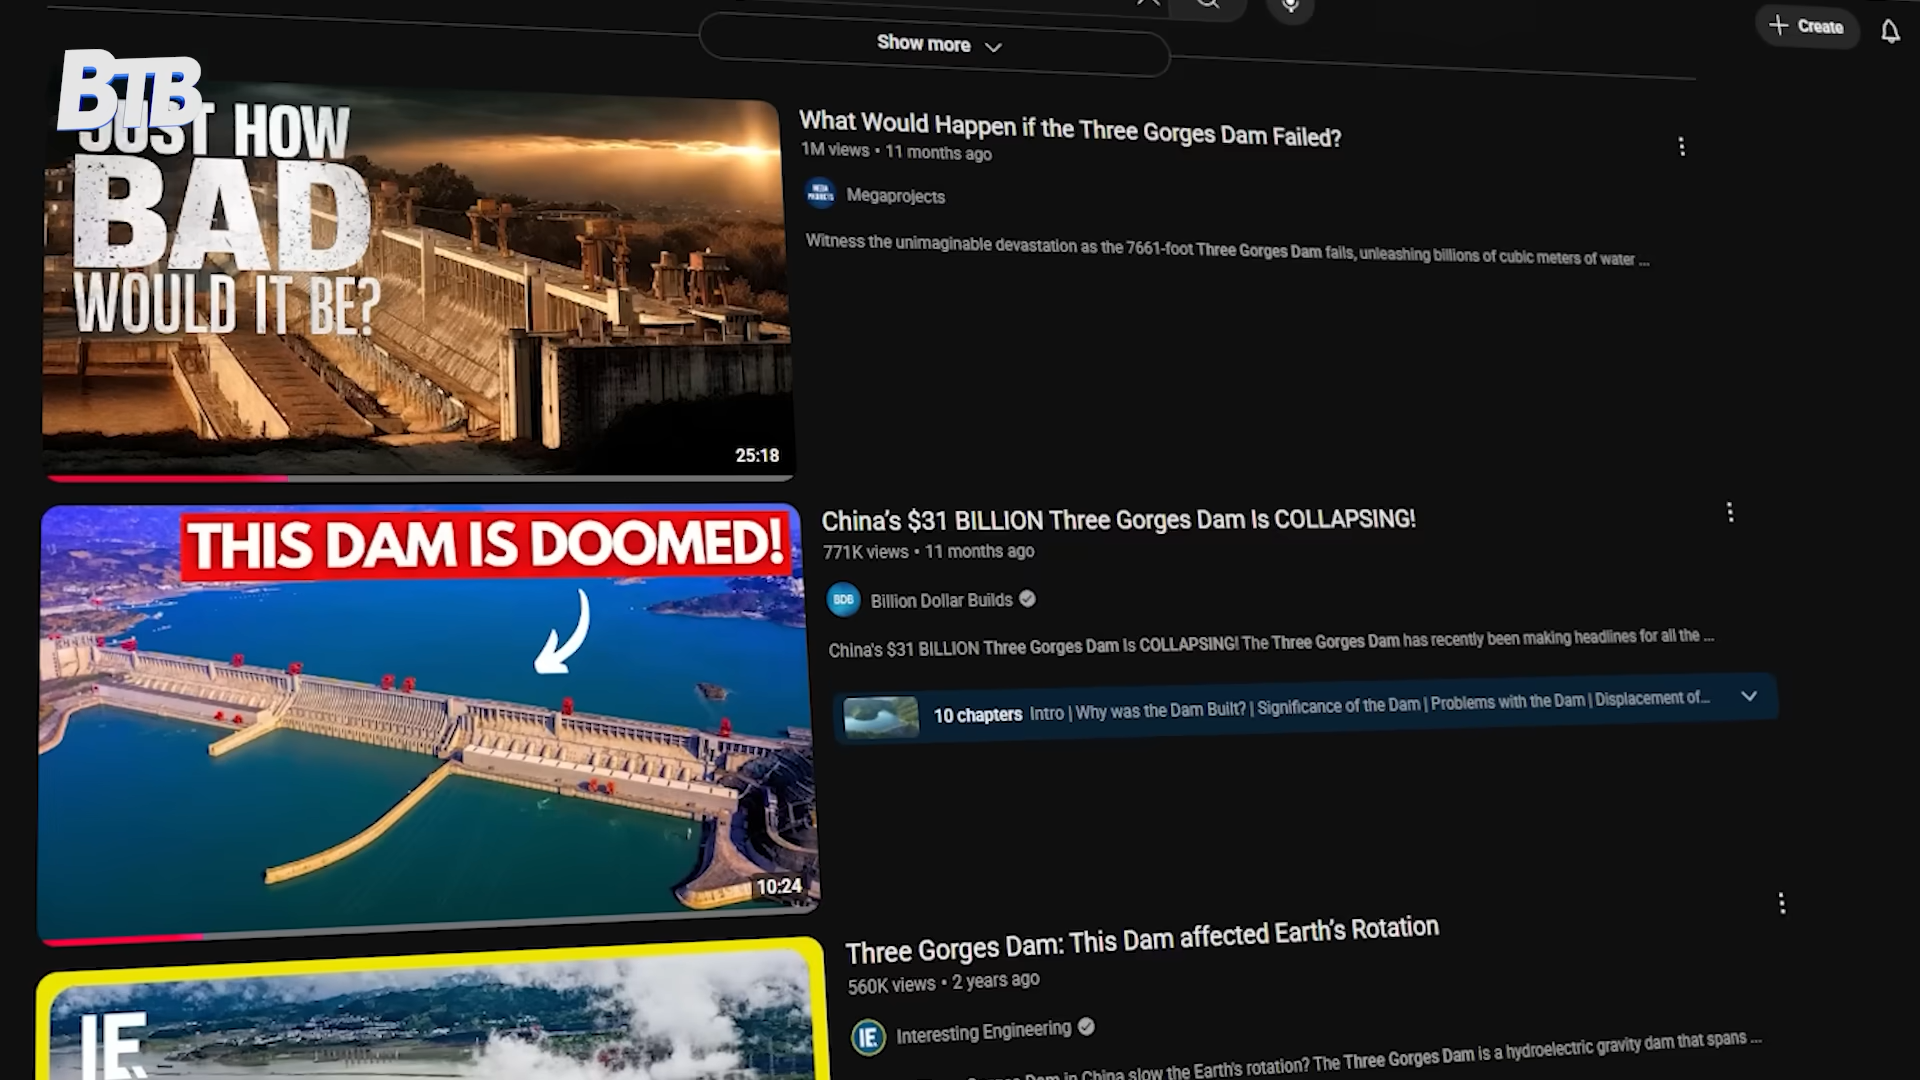 Show more
Create
BTB
JUST HOW
BAD
WOULD IT BE?
25:18
What Would Happen if the Three Gorges Dam Failed?
1M views • 11 months ago
MEGA
PROJECTS
Megaprojects
Witness the unimaginable devastation as the 7661-foot Three Gorges Dam fails, unleashing billions of cubic meters of water ...
THIS DAM IS DOOMED!
10:24
China's $31 BILLION Three Gorges Dam Is COLLAPSING!
771K views • 11 months ago
BDB
Billion Dollar Builds
China's $31 BILLION Three Gorges Dam Is COLLAPSING! The Three Gorges Dam has recently been making headlines for all the ...
10 chapters Intro | Why was the Dam Built? | Significance of the Dam | Problems with the Dam | Displacement of...
IE
Three Gorges Dam: This Dam affected Earth's Rotation
560K views • 2 years ago
IE
Interesting Engineering
Gorges Dam in China slow the Earth's rotation? The Three Gorges Dam is a hydroelectric gravity dam that spans ...